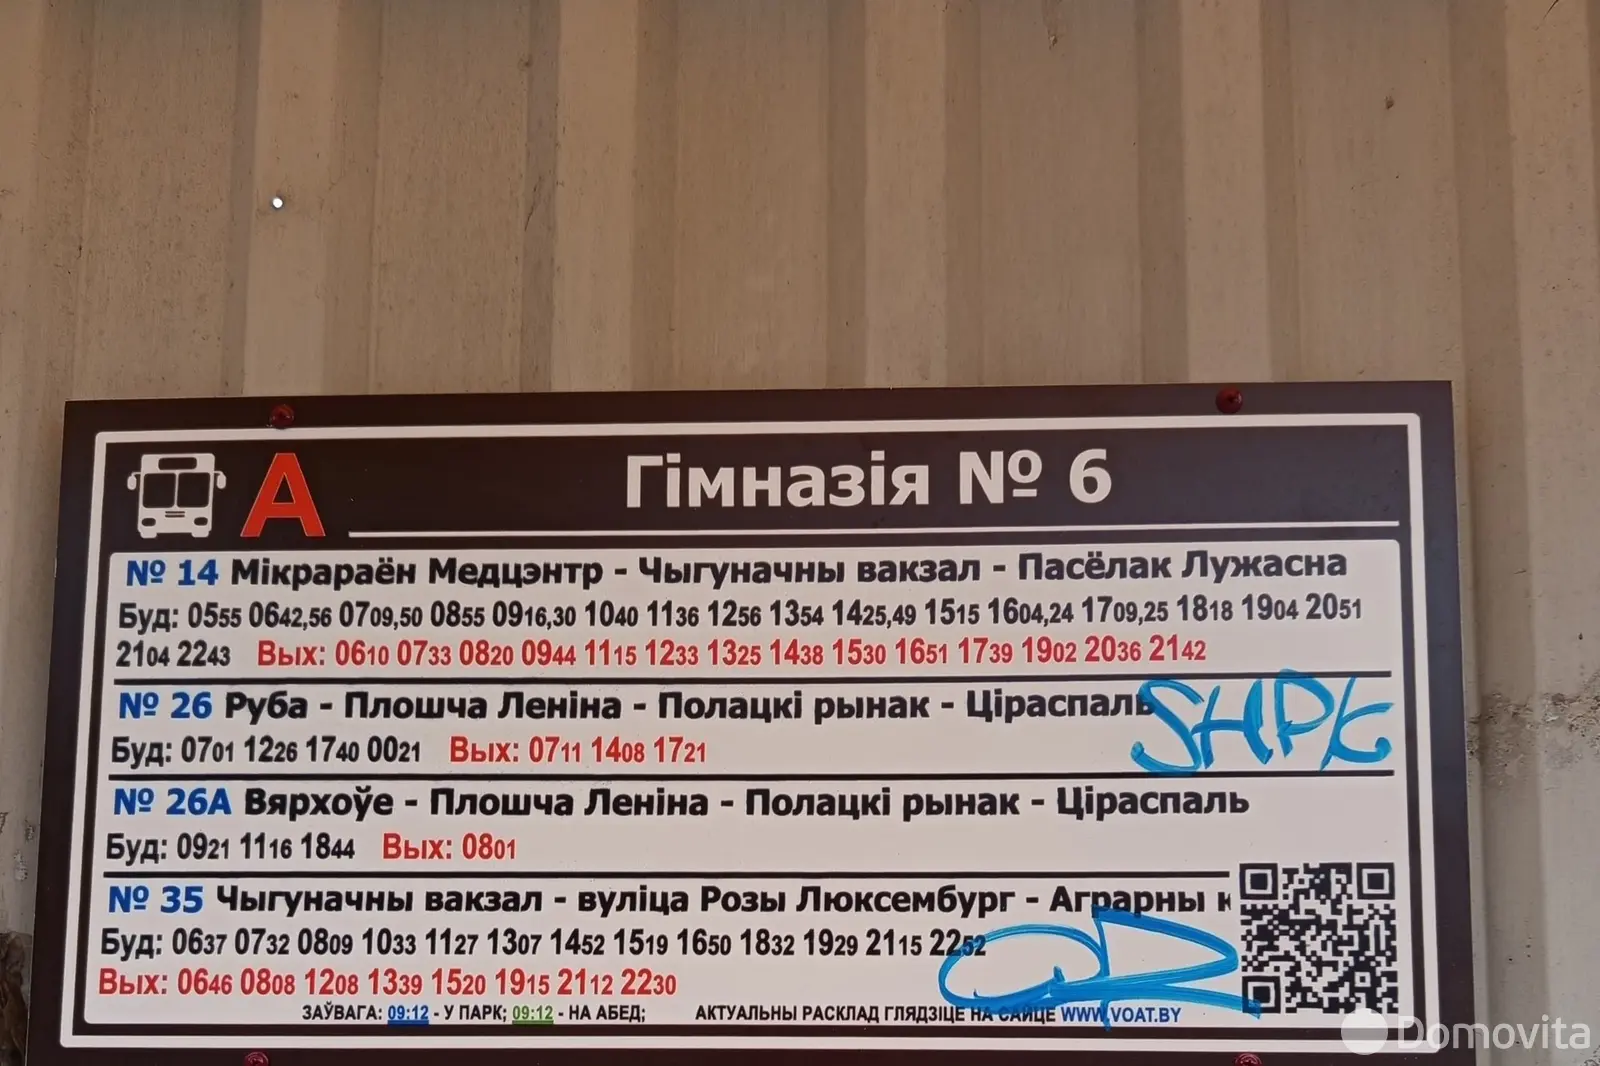 А Гімназія № 6
№ 14 Мікрараён Медцэнтр - Чыгуначны вакзал - Пасёлак Лужасна
Буд: 0555 0642,56 0709,50 0855 0916,30 1040 1136 1256 1354 1425,49 1515 1604,24 1709,25 1818 1904 2051
2104 2243 Вых: 0610 0733 0820 0944 1115 1233 1325 1438 1530 1651 1739 1902 2036 2142
№ 26 Руба - Плошча Леніна - Полацкі рынак - Ціраспаль
Буд: 0701 1226 1740 0021 Вых: 0711 1408 1721
№ 26А Вярхоўе - Плошча Леніна - Полацкі рынак - Ціраспаль
Буд: 0921 1116 1844 Вых: 0801
№ 35 Чыгуначны вакзал - вуліца Розы Люксембург - Аграрны к
Буд: 0637 0732 0809 1033 1127 1307 1452 1519 1650 1832 1929 2115 2252
Вых: 0646 0808 1208 1339 1520 1915 2112 2230
ЗАЎВАГА: 09:12 - У ПАРК; 09:12 - НА АБЕД; АКТУАЛЬНЫ РАСКЛАД ГЛЯДЗІЦЕ НА САЙЦЕ WWW.VOAT.BY
Domovita